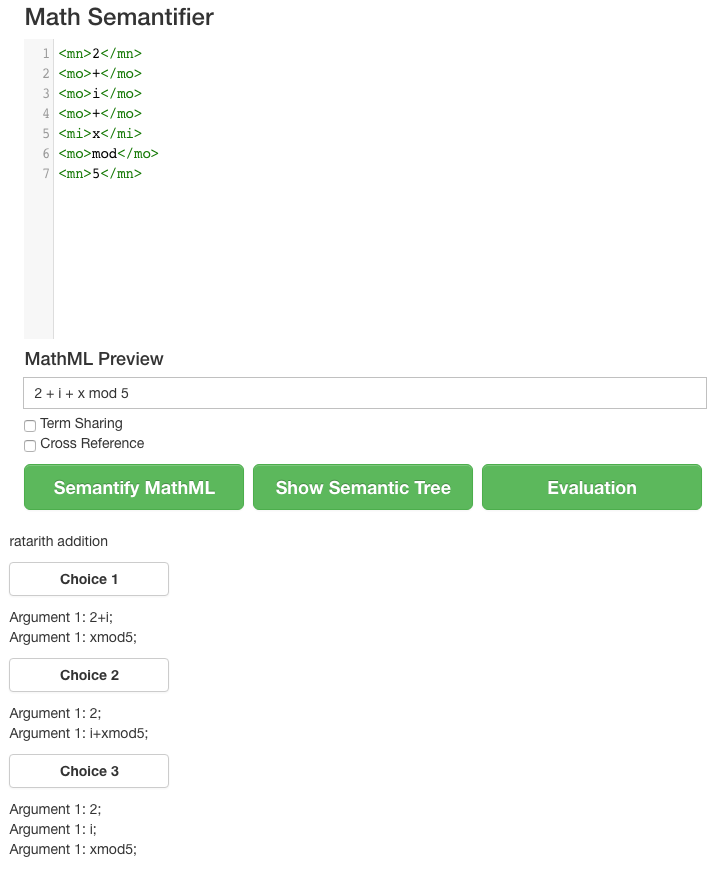 Math Semantifier
1 <mn>2</mn>
2 <mo>+</mo>
3 <mo>i</mo>
4 <mo>+</mo>
5 <mi>x</mi>
6 <mo>mod</mo>
7 <mn>5</mn>
MathML Preview
2 + i + x mod 5
Term Sharing
Cross Reference
Semantify MathML Show Semantic Tree Evaluation
ratarith addition
Choice 1
Argument 1: 2+i;
Argument 1: xmod5;
Choice 2
Argument 1: 2;
Argument 1: i+xmod5;
Choice 3
Argument 1: 2;
Argument 1: i;
Argument 1: xmod5;